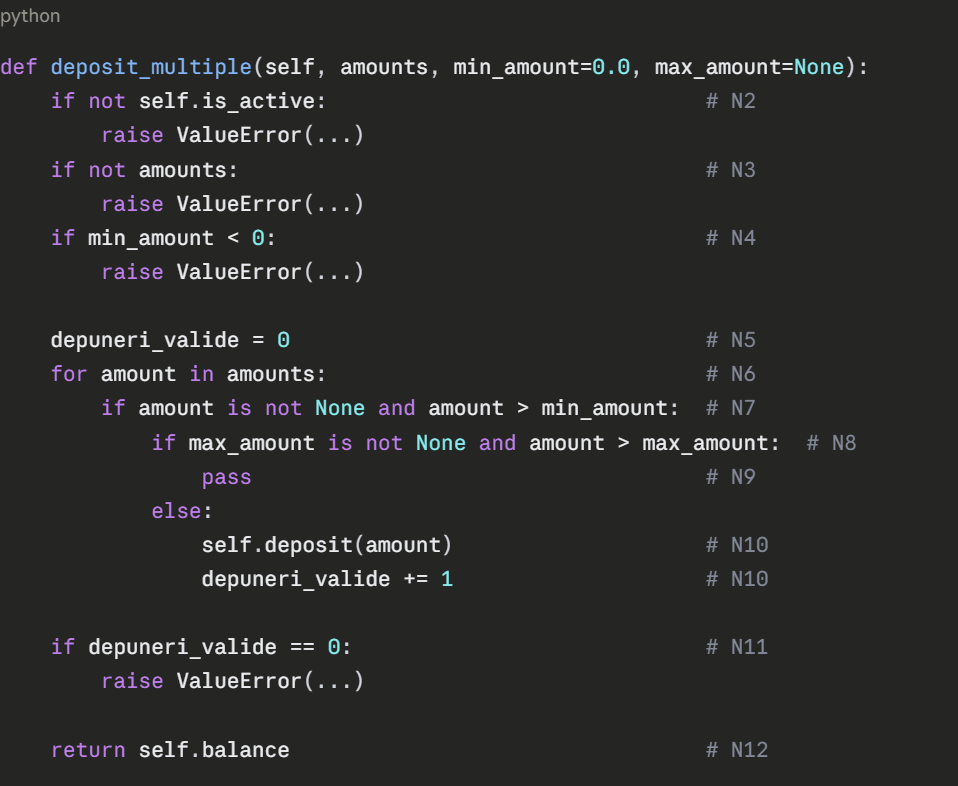 python
def deposit_multiple(self, amounts, min_amount=0.0, max_amount=None):
    if not self.is_active:                              # N2
        raise ValueError(...)
    if not amounts:                                     # N3
        raise ValueError(...)
    if min_amount < 0:                                  # N4
        raise ValueError(...)

    depuneri_valide = 0                                 # N5
    for amount in amounts:                              # N6
        if amount is not None and amount > min_amount:  # N7
            if max_amount is not None and amount > max_amount:  # N8
                pass                                    # N9
            else:
                self.deposit(amount)                    # N10
                depuneri_valide += 1                    # N10

    if depuneri_valide == 0:                            # N11
        raise ValueError(...)

    return self.balance                                 # N12